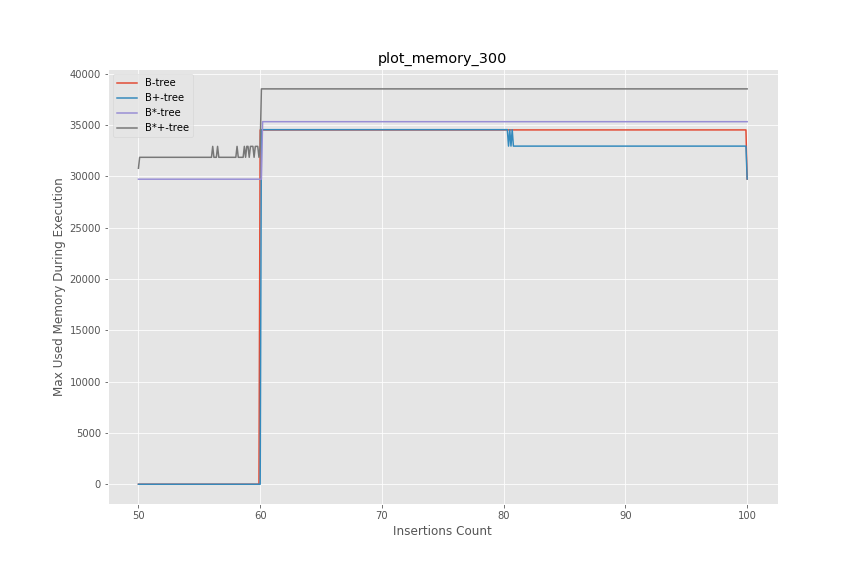 plot_memory_300
B-tree
B+-tree
B*-tree
B*+-tree
40000
35000
30000
25000
20000
15000
10000
5000
0
Max Used Memory During Execution
50 60 70 80 90 100
Insertions Count